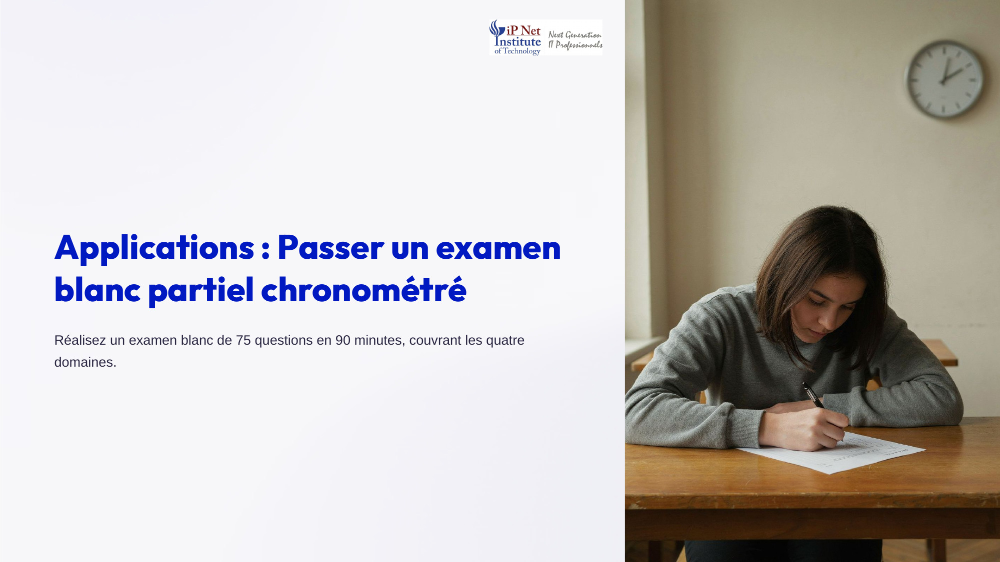 iP Net
Institute
of Technology
Next Generation
IT Professionnels
Applications : Passer un examen
blanc partiel chronométré
Réalisez un examen blanc de 75 questions en 90 minutes, couvrant les quatre
domaines.